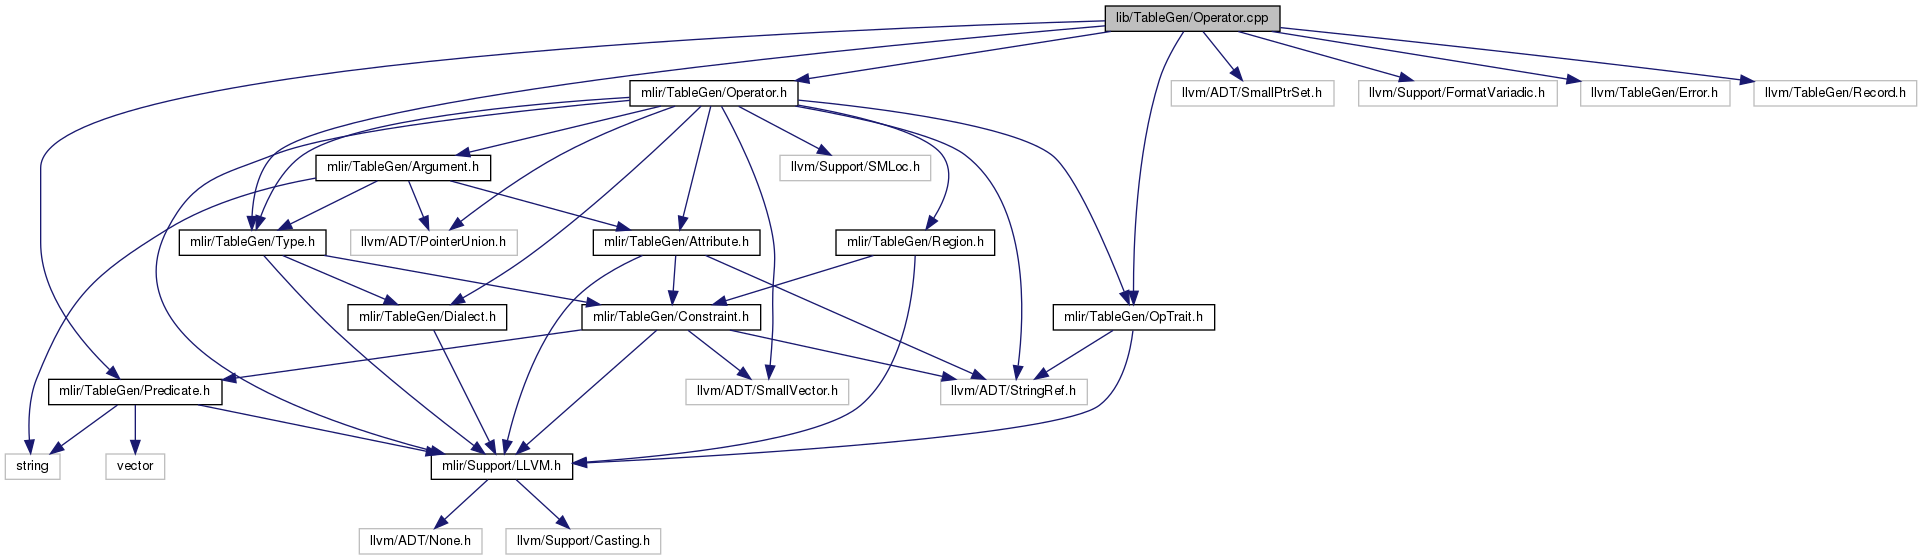 lib/TableGen/Operator.cpp
mlir/TableGen/Operator.h
llvm/ADT/SmallPtrSet.h
llvm/Support/FormatVariadic.h
llvm/TableGen/Error.h
llvm/TableGen/Record.h
mlir/TableGen/Argument.h
llvm/Support/SMLoc.h
mlir/TableGen/Type.h
llvm/ADT/PointerUnion.h
mlir/TableGen/Attribute.h
mlir/TableGen/Region.h
mlir/TableGen/Dialect.h
mlir/TableGen/Constraint.h
mlir/TableGen/OpTrait.h
mlir/TableGen/Predicate.h
llvm/ADT/SmallVector.h
llvm/ADT/StringRef.h
string
vector
mlir/Support/LLVM.h
llvm/ADT/None.h
llvm/Support/Casting.h